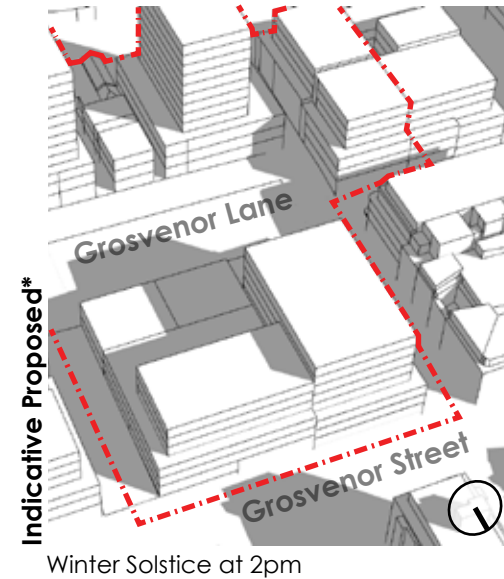 Grosvenor Lane
Indicative Proposed*
Grosvenor Street
Winter Solstice at 2pm